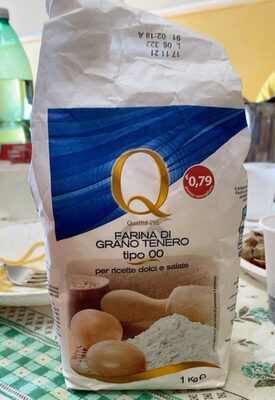 17 11 21
L 06 322
91 02:18 A
Q
Qualità Più
€0,79
FARINA DI
GRANO TENERO
tipo 00
per ricette dolci e salate
1 Kg e